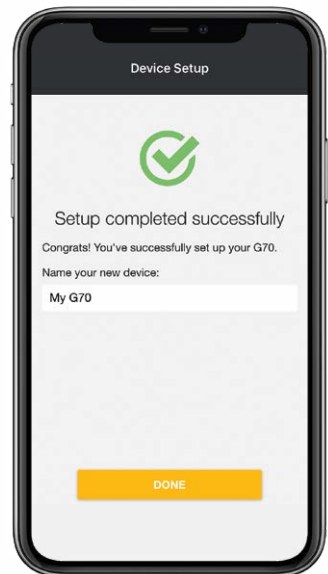 Device Setup
Setup completed successfully
Congrats! You've successfully set up your G70.
Name your new device:
My G70
DONE